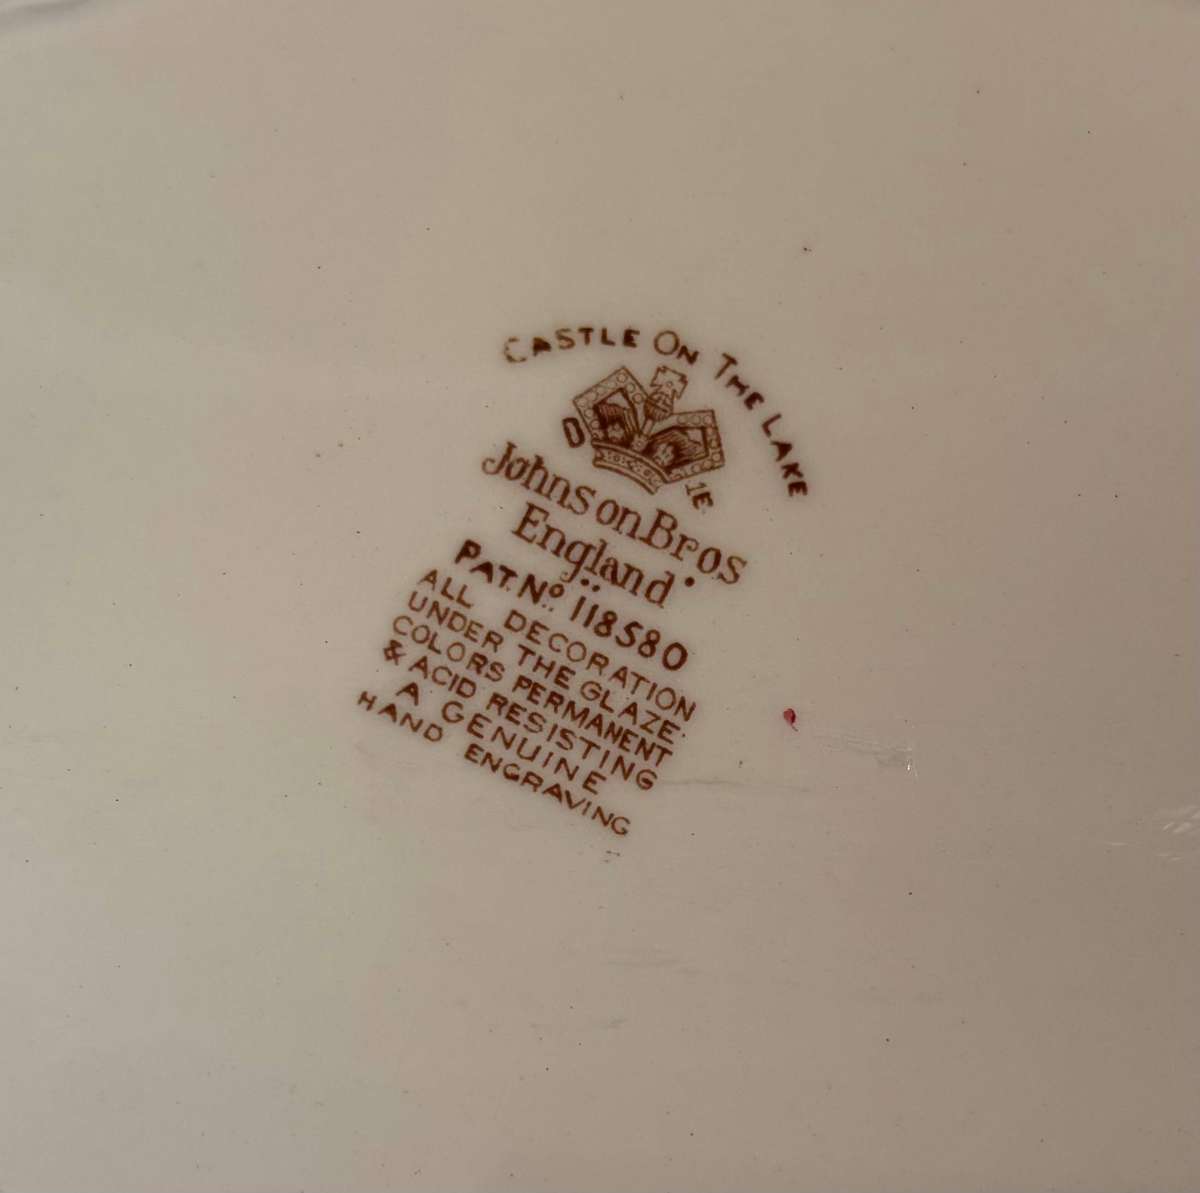 CASTLE ON THE LAKE
D
1E
Johnson Bros
England
PAT. Nº 118580
ALL DECORATION
UNDER THE GLAZE.
COLORS PERMANENT
& ACID RESISTING
A GENUINE
HAND ENGRAVING